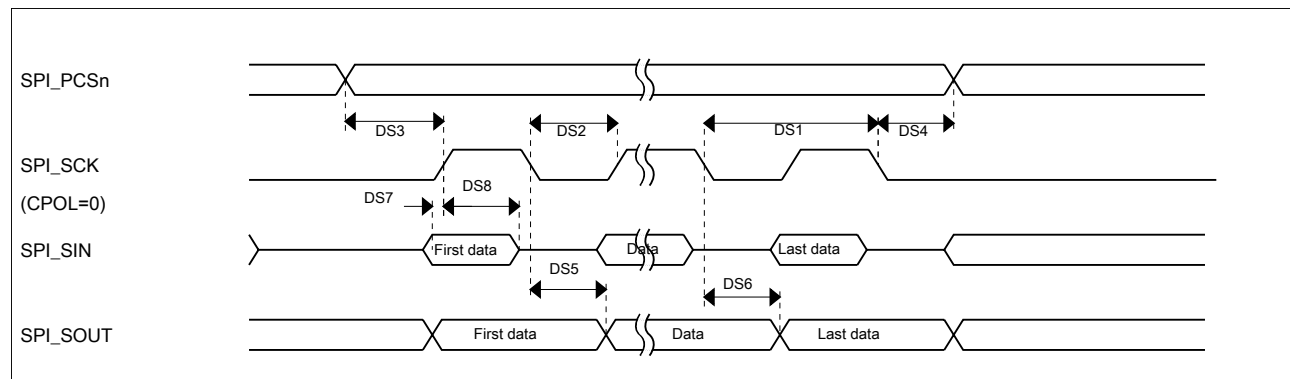 SPI_PCSn
DS3
DS2
DS1
DS4
SPI_SCK
(CPOL=0)
DS7
DS8
SPI_SIN
First data
Data
Last data
DS5
DS6
SPI_SOUT
First data
Data
Last data